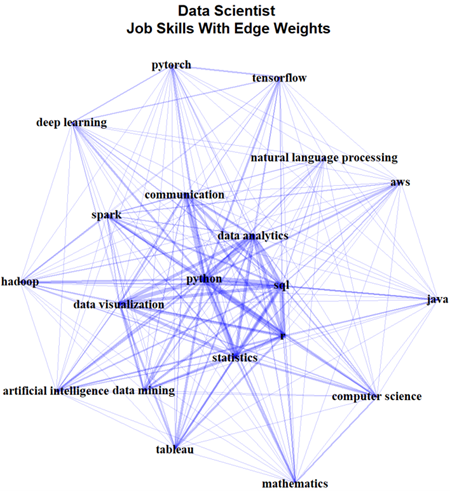 Data Scientist
Job Skills With Edge Weights
pytorch
tensorflow
deep learning
natural language processing
aws
communication
spark
data analytics
python
hadoop
sql
data visualization
java
r
statistics
artificial intelligence
data mining
computer science
tableau
mathematics